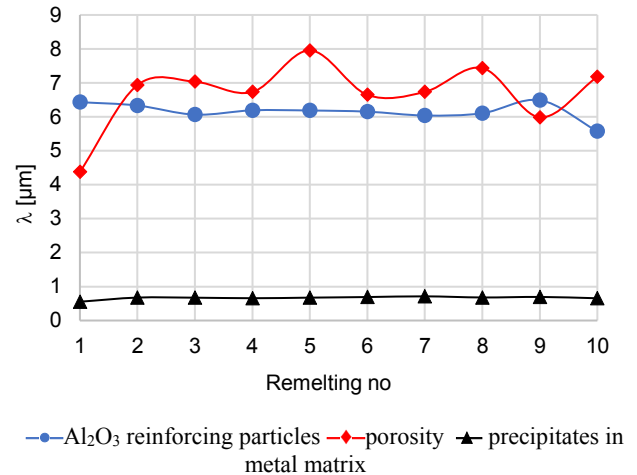 9
8
7
6
5
4
3
2
1
0
λ [µm]
1 2 3 4 5 6 7 8 9 10
Remelting no
Al₂O₃ reinforcing particles porosity precipitates in
metal matrix